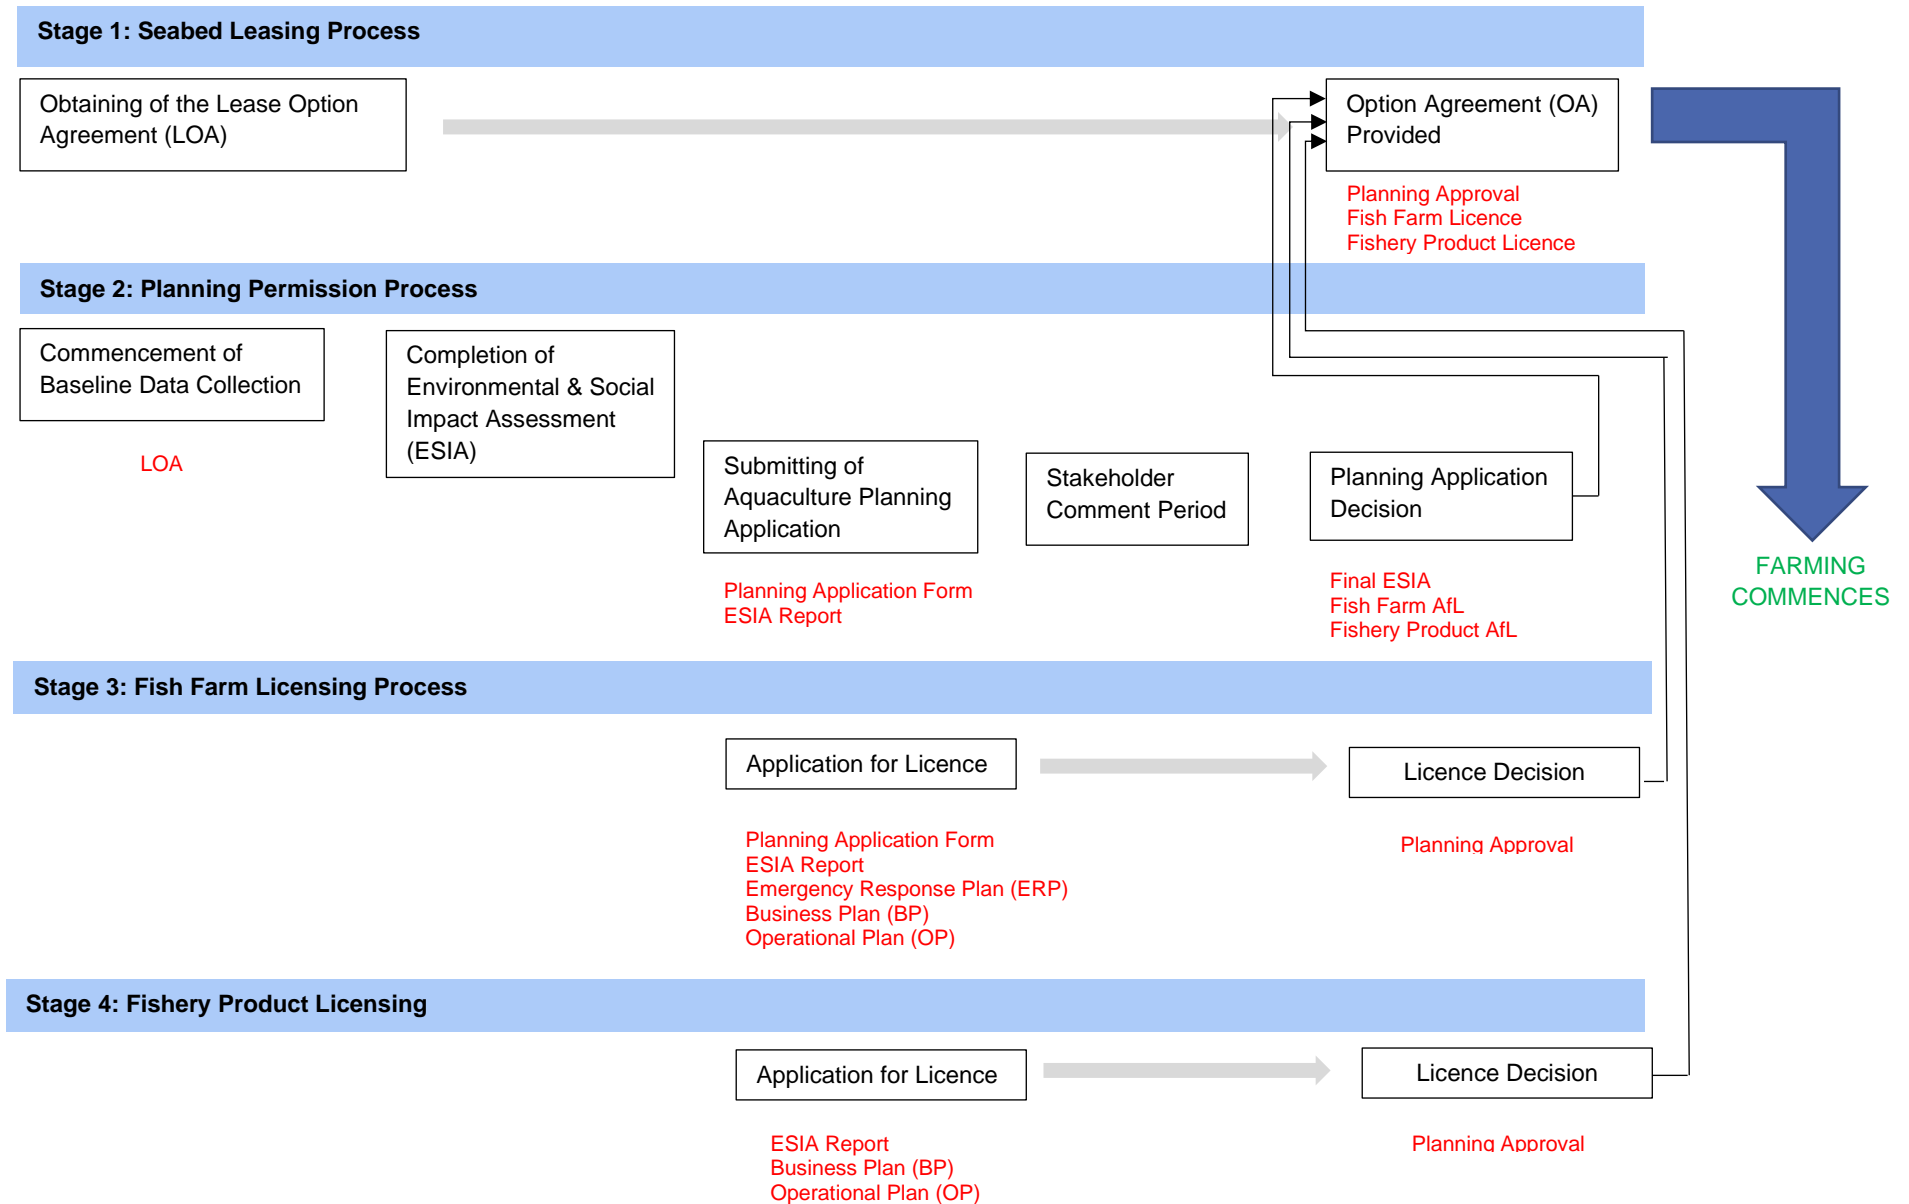 Stage 1: Seabed Leasing Process
Obtaining of the Lease Option
Agreement (LOA)
Option Agreement (OA)
Provided
Planning Approval
Fish Farm Licence
Fishery Product Licence
Stage 2: Planning Permission Process
Commencement of
Baseline Data Collection
LOA
Completion of
Environmental & Social
Impact Assessment
(ESIA)
Submitting of
Aquaculture Planning
Application
Planning Application Form
ESIA Report
Stakeholder
Comment Period
Planning Application
Decision
Final ESIA
Fish Farm AfL
Fishery Product AfL
FARMING
COMMENCES
Stage 3: Fish Farm Licensing Process
Application for Licence
Planning Application Form
ESIA Report
Emergency Response Plan (ERP)
Business Plan (BP)
Operational Plan (OP)
Licence Decision
Planning Approval
Stage 4: Fishery Product Licensing
Application for Licence
ESIA Report
Business Plan (BP)
Operational Plan (OP)
Licence Decision
Planning Approval